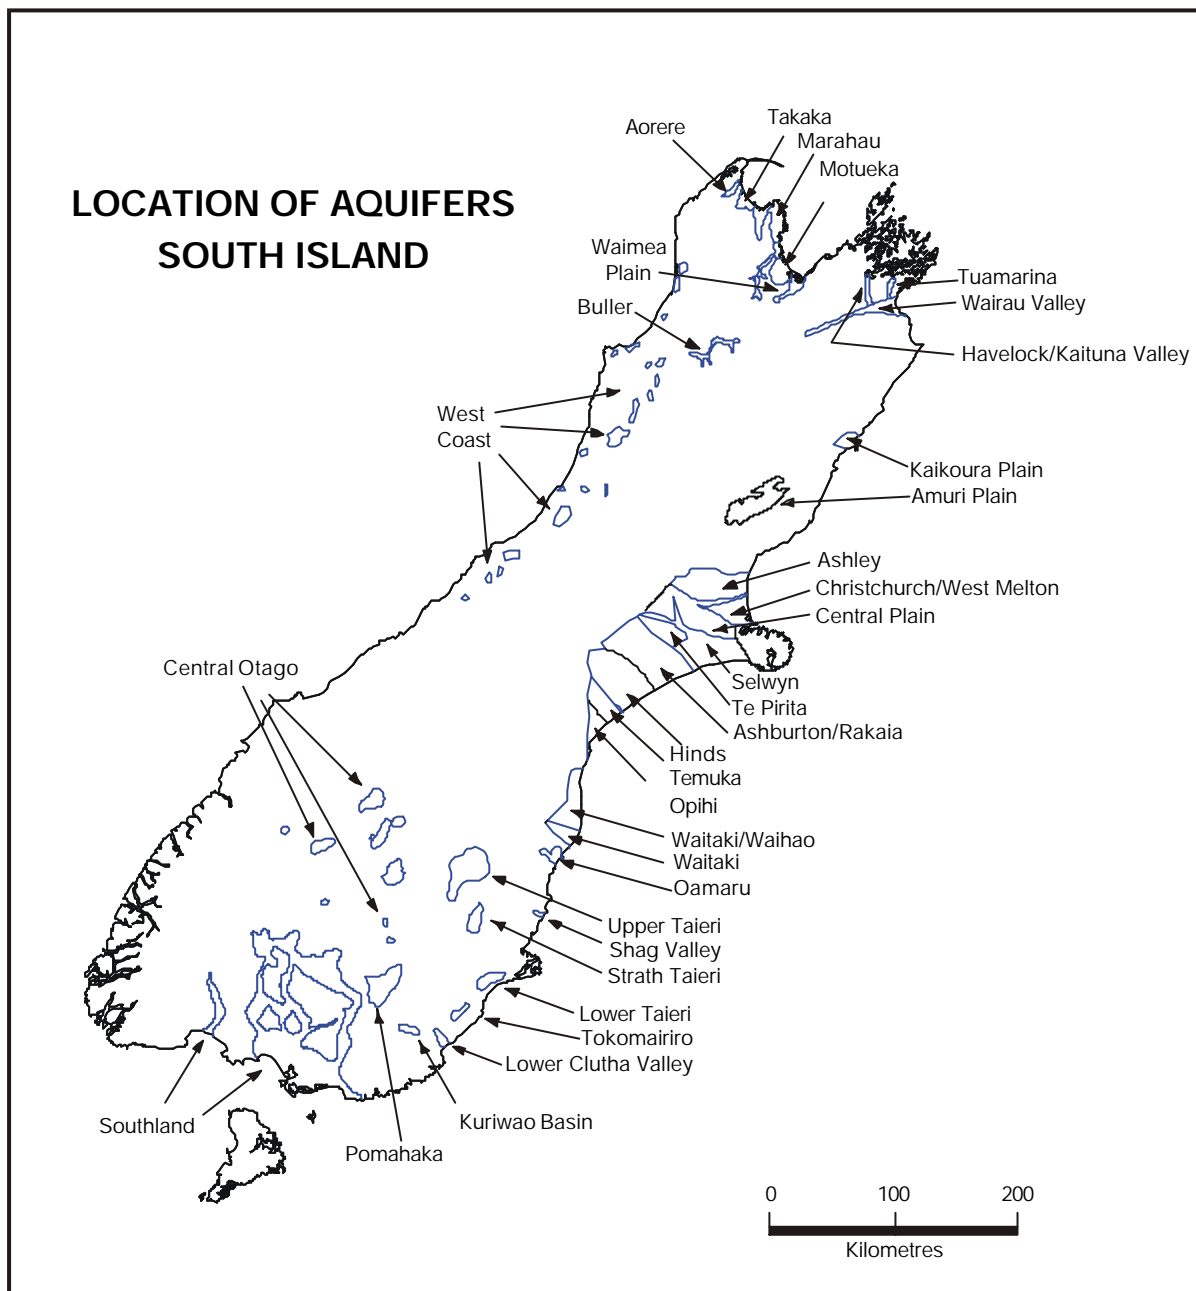 LOCATION OF AQUIFERS
SOUTH ISLAND
Takaka
Aorere
Marahau
Motueka
Waimea
Plain
Tuamarina
Wairau Valley
Buller
Havelock/Kaituna Valley
West
Coast
Kaikoura Plain
Amuri Plain
Ashley
Christchurch/West Melton
Central Plain
Central Otago
Selwyn
Te Pirita
Ashburton/Rakaia
Hinds
Temuka
Opihi
Waitaki/Waihao
Waitaki
Oamaru
Upper Taieri
Shag Valley
Strath Taieri
Lower Taieri
Tokomairiro
Lower Clutha Valley
Southland
Kuriwao Basin
Pomahaka
0 100 200
Kilometres